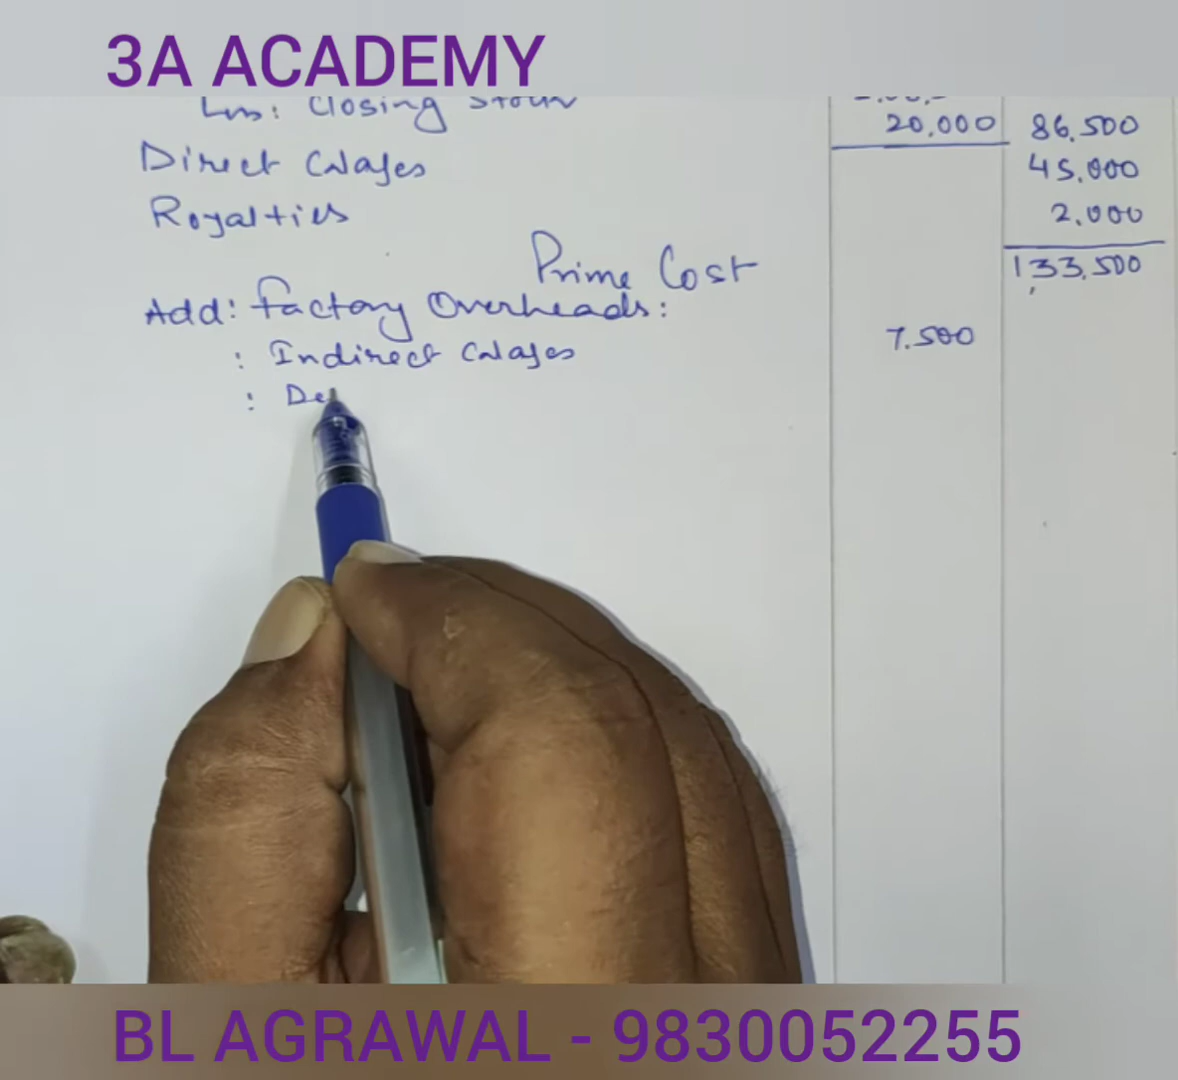 3A ACADEMY
Less: Closing Stock 20,000 86,500
Direct Wages 45,000
Royalties 2,000
Prime Cost 133,500
Add: Factory Overheads:
: Indirect Wages 7,500
: De
BL AGRAWAL - 9830052255